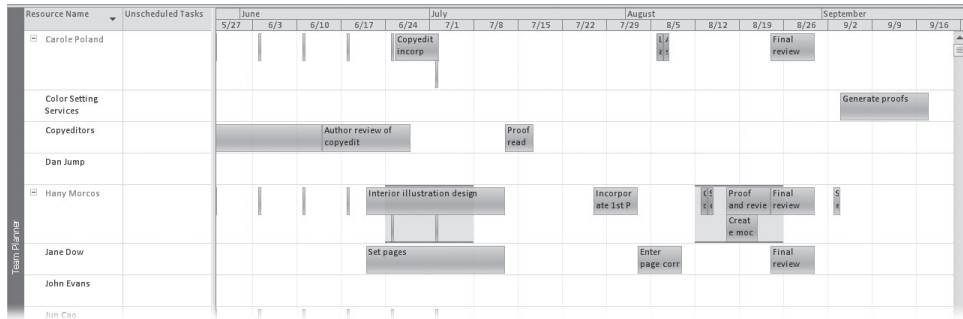 Resource Name
Unscheduled Tasks
June
July
August
September
5/27 6/3 6/10 6/17 6/24 7/1 7/8 7/15 7/22 7/29 8/5 8/12 8/19 8/26 9/2 9/9 9/16
Carole Poland
Copyedit
incorp
Final
review
Color Setting
Services
Generate proofs
Copyeditors
Author review of
copyedit
Proof
read
Dan Jump
Hany Morcos
Interior illustration design
Incorpor
ate 1st P
Proof
and revie
Final
review
S
e
Creat
e moc
Jane Dow
Set pages
Enter
page corr
Final
review
John Evans
Jun Cao
Team Planner